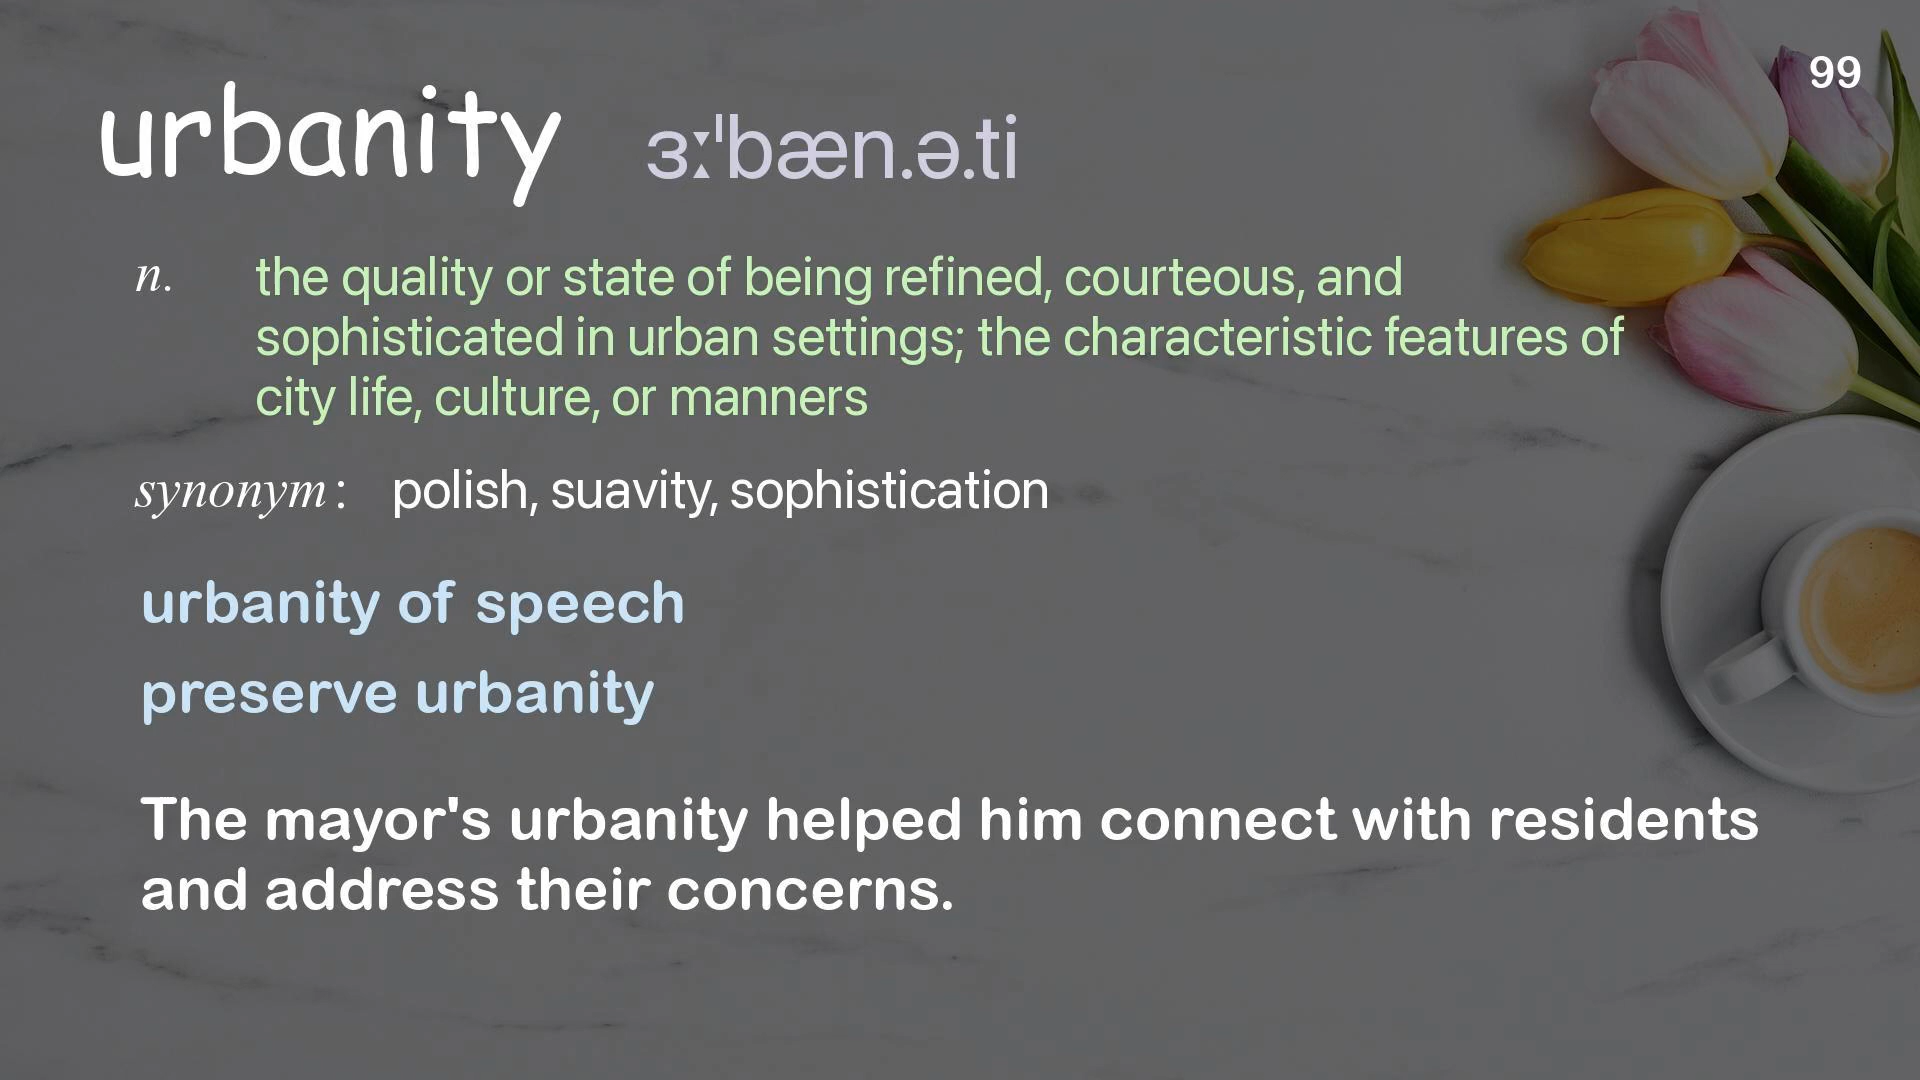 99
urbanity ɜːˈbæn.ə.ti
n. the quality or state of being refined, courteous, and
sophisticated in urban settings; the characteristic features of
city life, culture, or manners
synonym: polish, suavity, sophistication
urbanity of speech
preserve urbanity
The mayor's urbanity helped him connect with residents
and address their concerns.